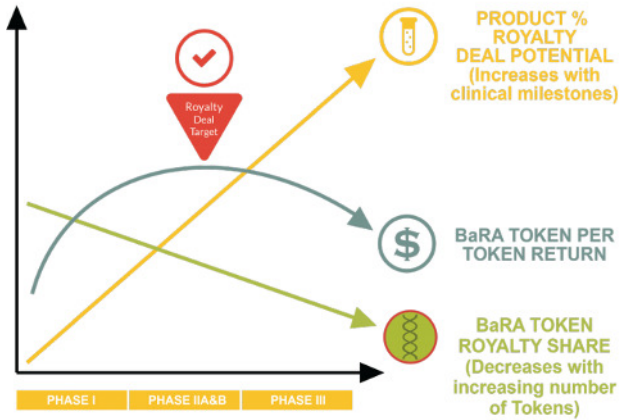 PRODUCT %
ROYALTY
DEAL POTENTIAL
(Increases with
clinical milestones)
Royalty
Deal
Target
$
BaRA TOKEN PER
TOKEN RETURN
BaRA TOKEN
ROYALTY SHARE
(Decreases with
increasing number
of Tokens)
PHASE I
PHASE IIA&B
PHASE III